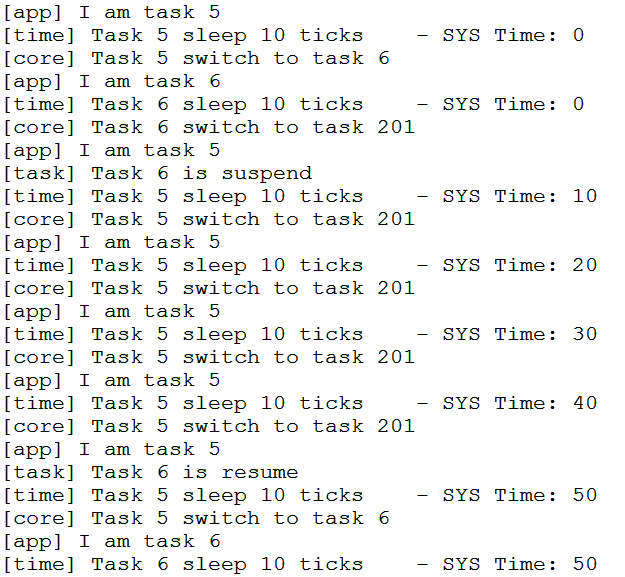 [app] I am task 5
[time] Task 5 sleep 10 ticks    - SYS Time: 0
[core] Task 5 switch to task 6
[app] I am task 6
[time] Task 6 sleep 10 ticks    - SYS Time: 0
[core] Task 6 switch to task 201
[app] I am task 5
[task] Task 6 is suspend
[time] Task 5 sleep 10 ticks    - SYS Time: 10
[core] Task 5 switch to task 201
[app] I am task 5
[time] Task 5 sleep 10 ticks    - SYS Time: 20
[core] Task 5 switch to task 201
[app] I am task 5
[time] Task 5 sleep 10 ticks    - SYS Time: 30
[core] Task 5 switch to task 201
[app] I am task 5
[time] Task 5 sleep 10 ticks    - SYS Time: 40
[core] Task 5 switch to task 201
[app] I am task 5
[task] Task 6 is resume
[time] Task 5 sleep 10 ticks    - SYS Time: 50
[core] Task 5 switch to task 6
[app] I am task 6
[time] Task 6 sleep 10 ticks    - SYS Time: 50